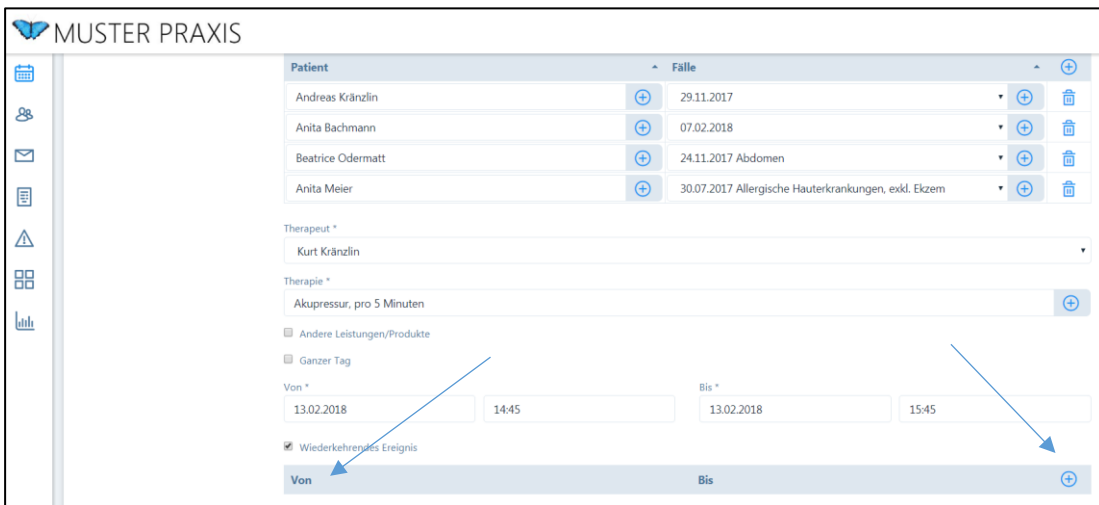 MUSTER PRAXIS
Patient Fälle
Andreas Kränzlin 29.11.2017
Anita Bachmann 07.02.2018
Beatrice Odermatt 24.11.2017 Abdomen
Anita Meier 30.07.2017 Allergische Hauterkrankungen, exkl. Ekzem
Therapeut *
Kurt Kränzlin
Therapie *
Akupressur, pro 5 Minuten
Andere Leistungen/Produkte
Ganzer Tag
Von * Bis *
13.02.2018 14:45 13.02.2018 15:45
Wiederkehrendes Ereignis
Von Bis